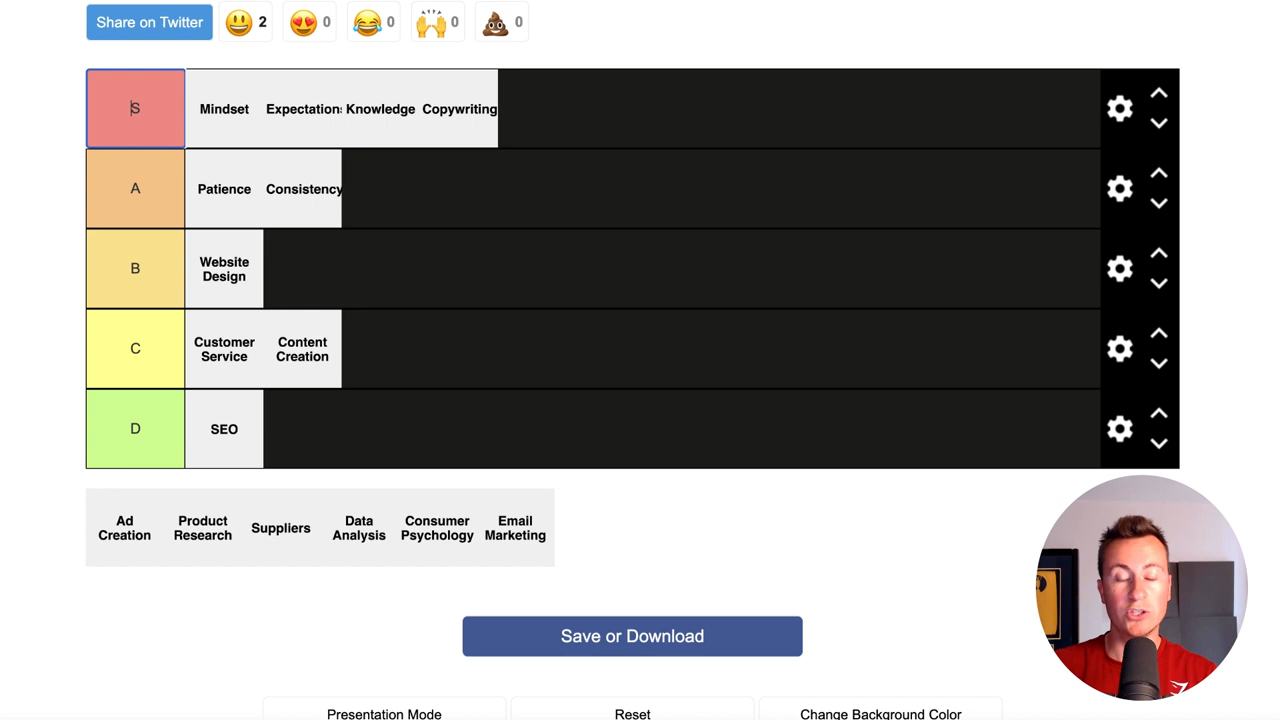 Share on Twitter 2 0 0 0 0
S Mindset Expectations Knowledge Copywriting
A Patience Consistency
B Website Design
C Customer Service Content Creation
D SEO
Ad Creation Product Research Suppliers Data Analysis Consumer Psychology Email Marketing
Save or Download
Presentation Mode Reset Change Background Color